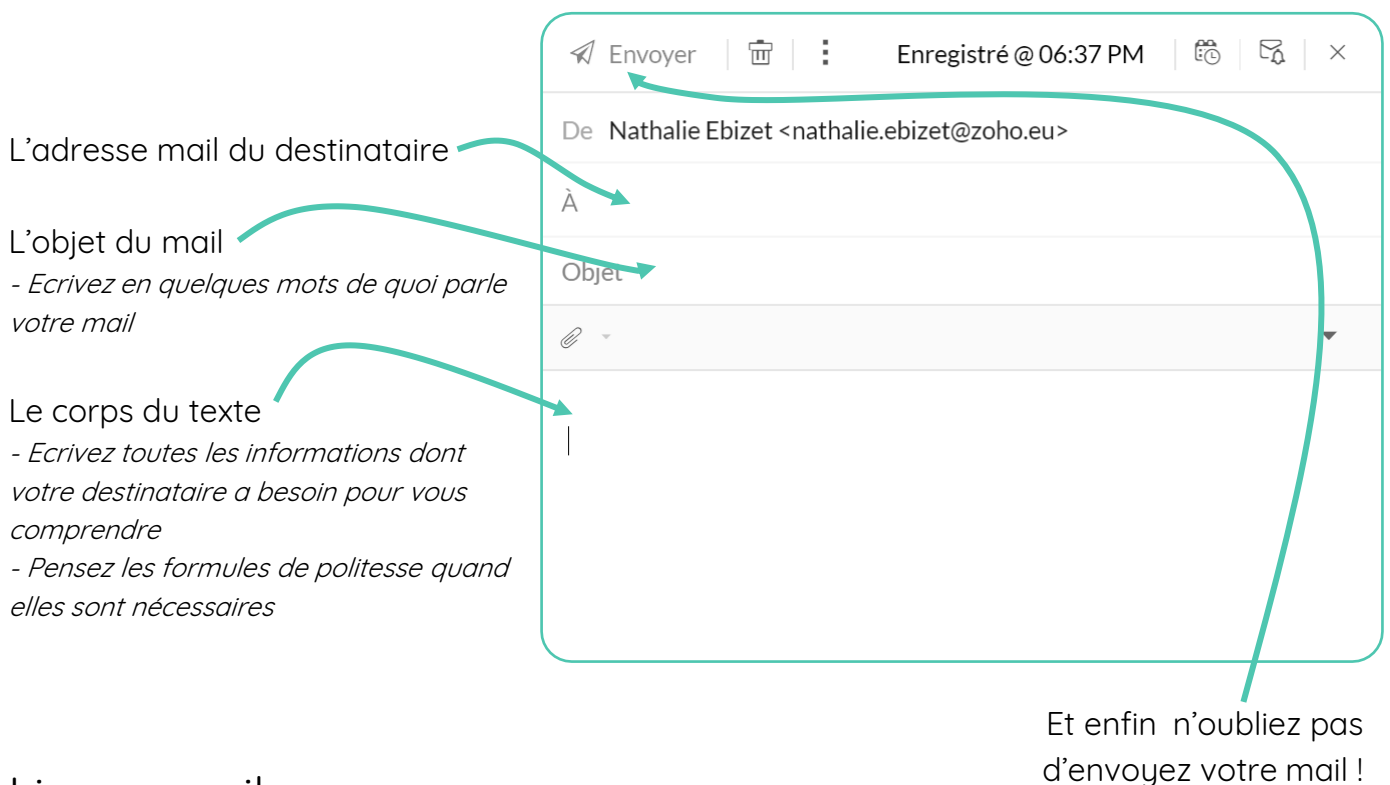 Envoyer
Enregistré @ 06:37 PM
De Nathalie Ebizet <nathalie.ebizet@zoho.eu>
À
Objet
L'adresse mail du destinataire
L'objet du mail
- Ecrivez en quelques mots de quoi parle
votre mail
Le corps du texte
- Ecrivez toutes les informations dont
votre destinataire a besoin pour vous
comprendre
- Pensez les formules de politesse quand
elles sont nécessaires
Et enfin n'oubliez pas
d'envoyez votre mail !